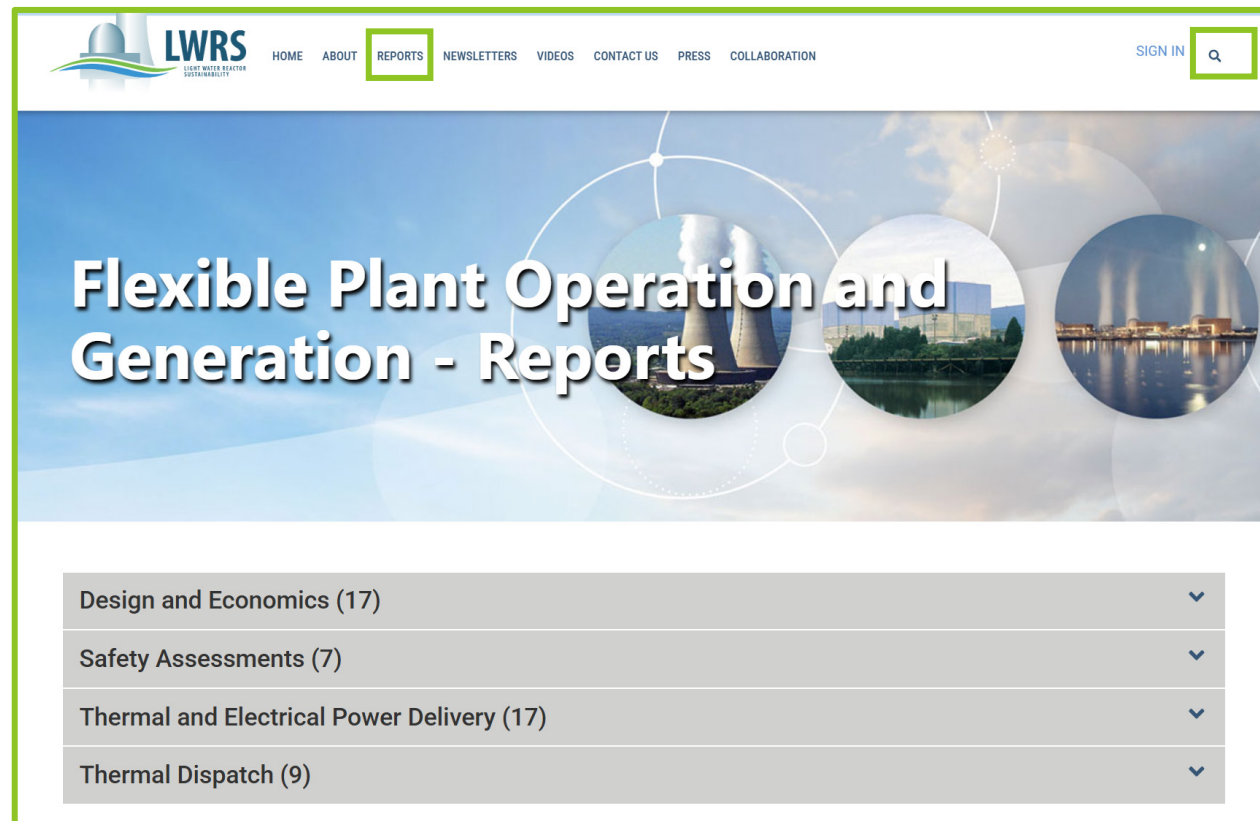 LWRS
LIGHT WATER REACTOR
SUSTAINABILITY
HOME ABOUT REPORTS NEWSLETTERS VIDEOS CONTACT US PRESS COLLABORATION
SIGN IN
Flexible Plant Operation and
Generation - Reports
Design and Economics (17)
Safety Assessments (7)
Thermal and Electrical Power Delivery (17)
Thermal Dispatch (9)